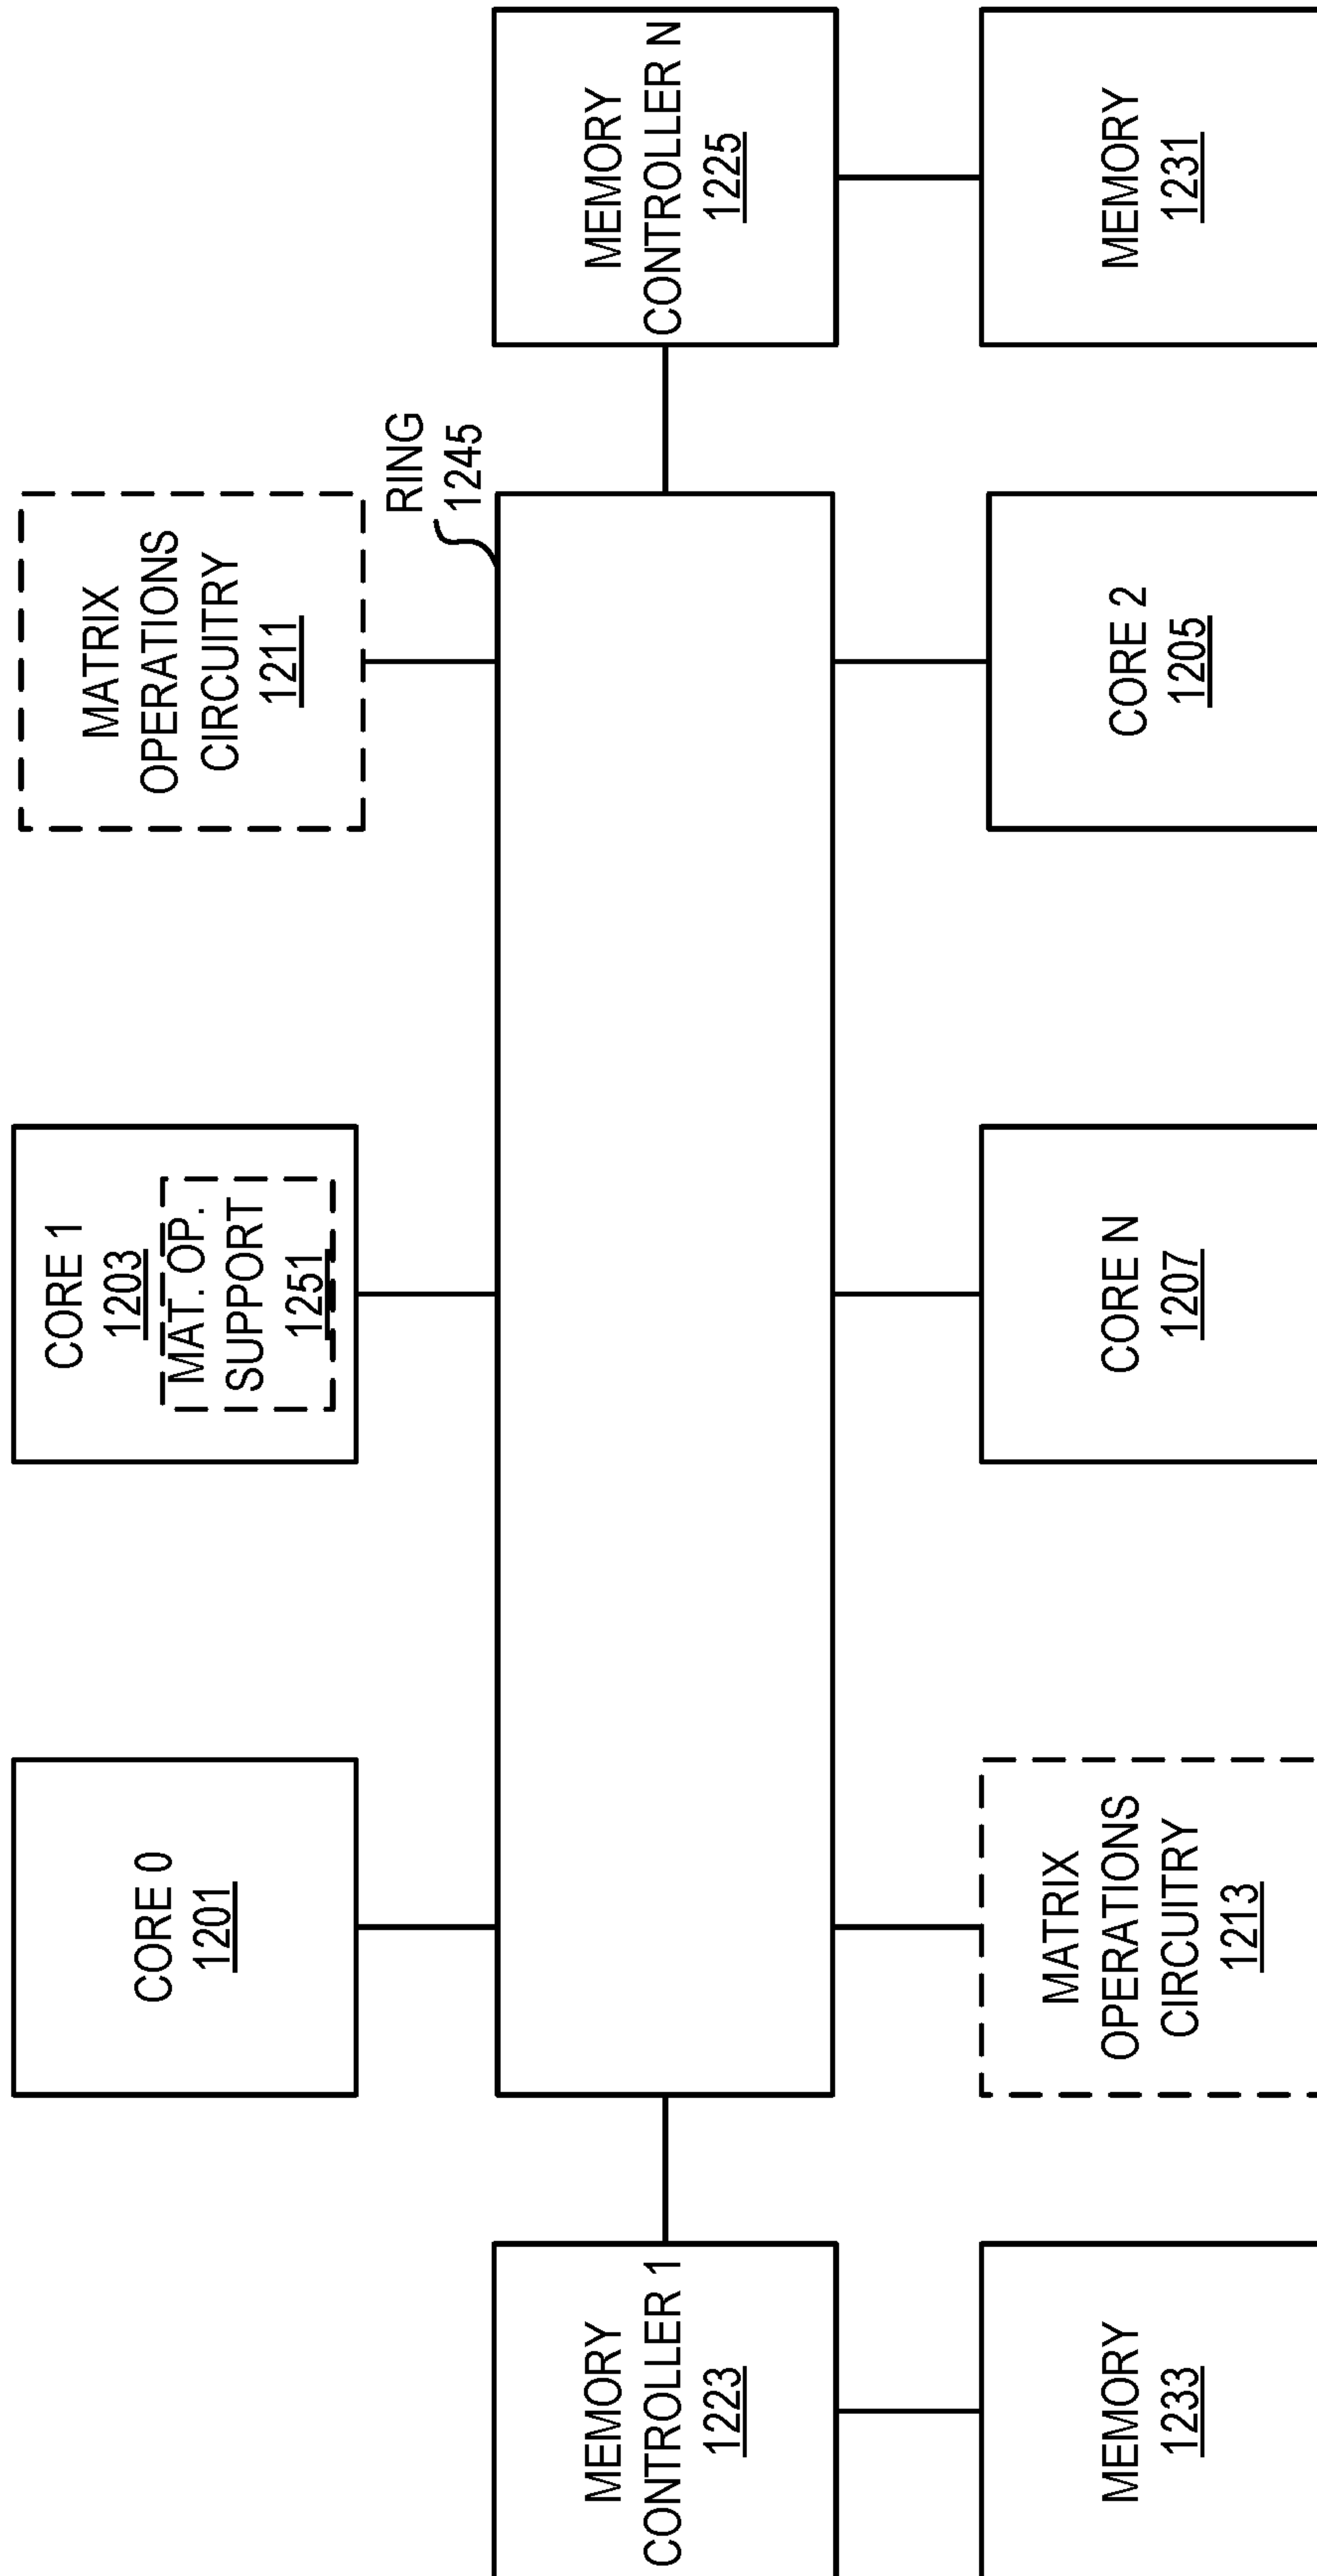 CORE 0
1201
CORE 1
1203
MAT. OP.
SUPPORT
1251
MATRIX
OPERATIONS
CIRCUITRY
1211
RING
1245
MEMORY
CONTROLLER 1
1223
MEMORY
CONTROLLER N
1225
MEMORY
1233
MATRIX
OPERATIONS
CIRCUITRY
1213
CORE N
1207
CORE 2
1205
MEMORY
1231